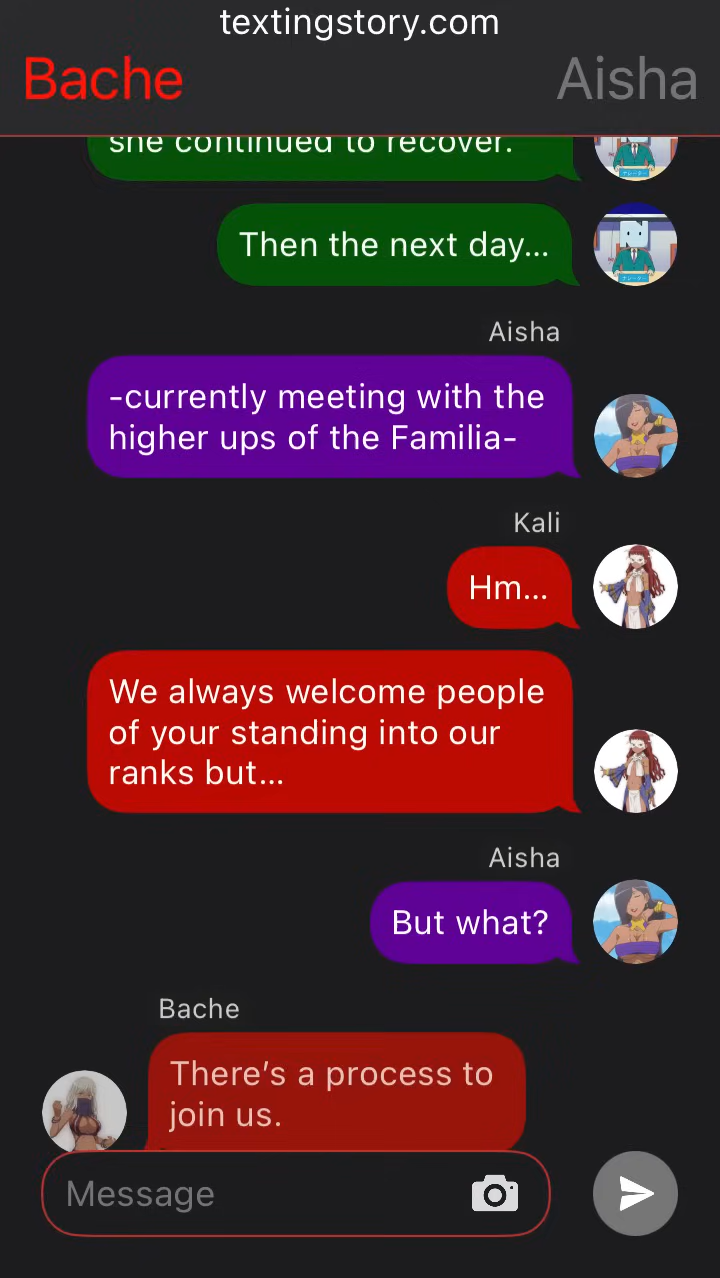 textingstory.com
Bache
Aisha
she continued to recover.
Then the next day...
Aisha
-currently meeting with the
higher ups of the Familia-
Kali
Hm...
We always welcome people
of your standing into our
ranks but...
Aisha
But what?
Bache
There’s a process to
join us.
Message